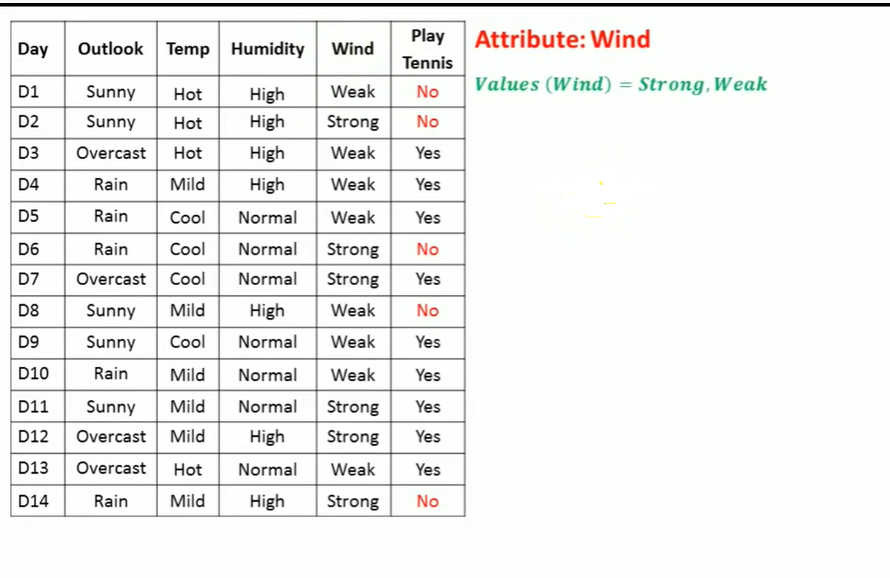 Day Outlook Temp Humidity Wind Play Tennis
D1 Sunny Hot High Weak No
D2 Sunny Hot High Strong No
D3 Overcast Hot High Weak Yes
D4 Rain Mild High Weak Yes
D5 Rain Cool Normal Weak Yes
D6 Rain Cool Normal Strong No
D7 Overcast Cool Normal Strong Yes
D8 Sunny Mild High Weak No
D9 Sunny Cool Normal Weak Yes
D10 Rain Mild Normal Weak Yes
D11 Sunny Mild Normal Strong Yes
D12 Overcast Mild High Strong Yes
D13 Overcast Hot Normal Weak Yes
D14 Rain Mild High Strong No
Attribute: Wind
Values (Wind) = Strong, Weak